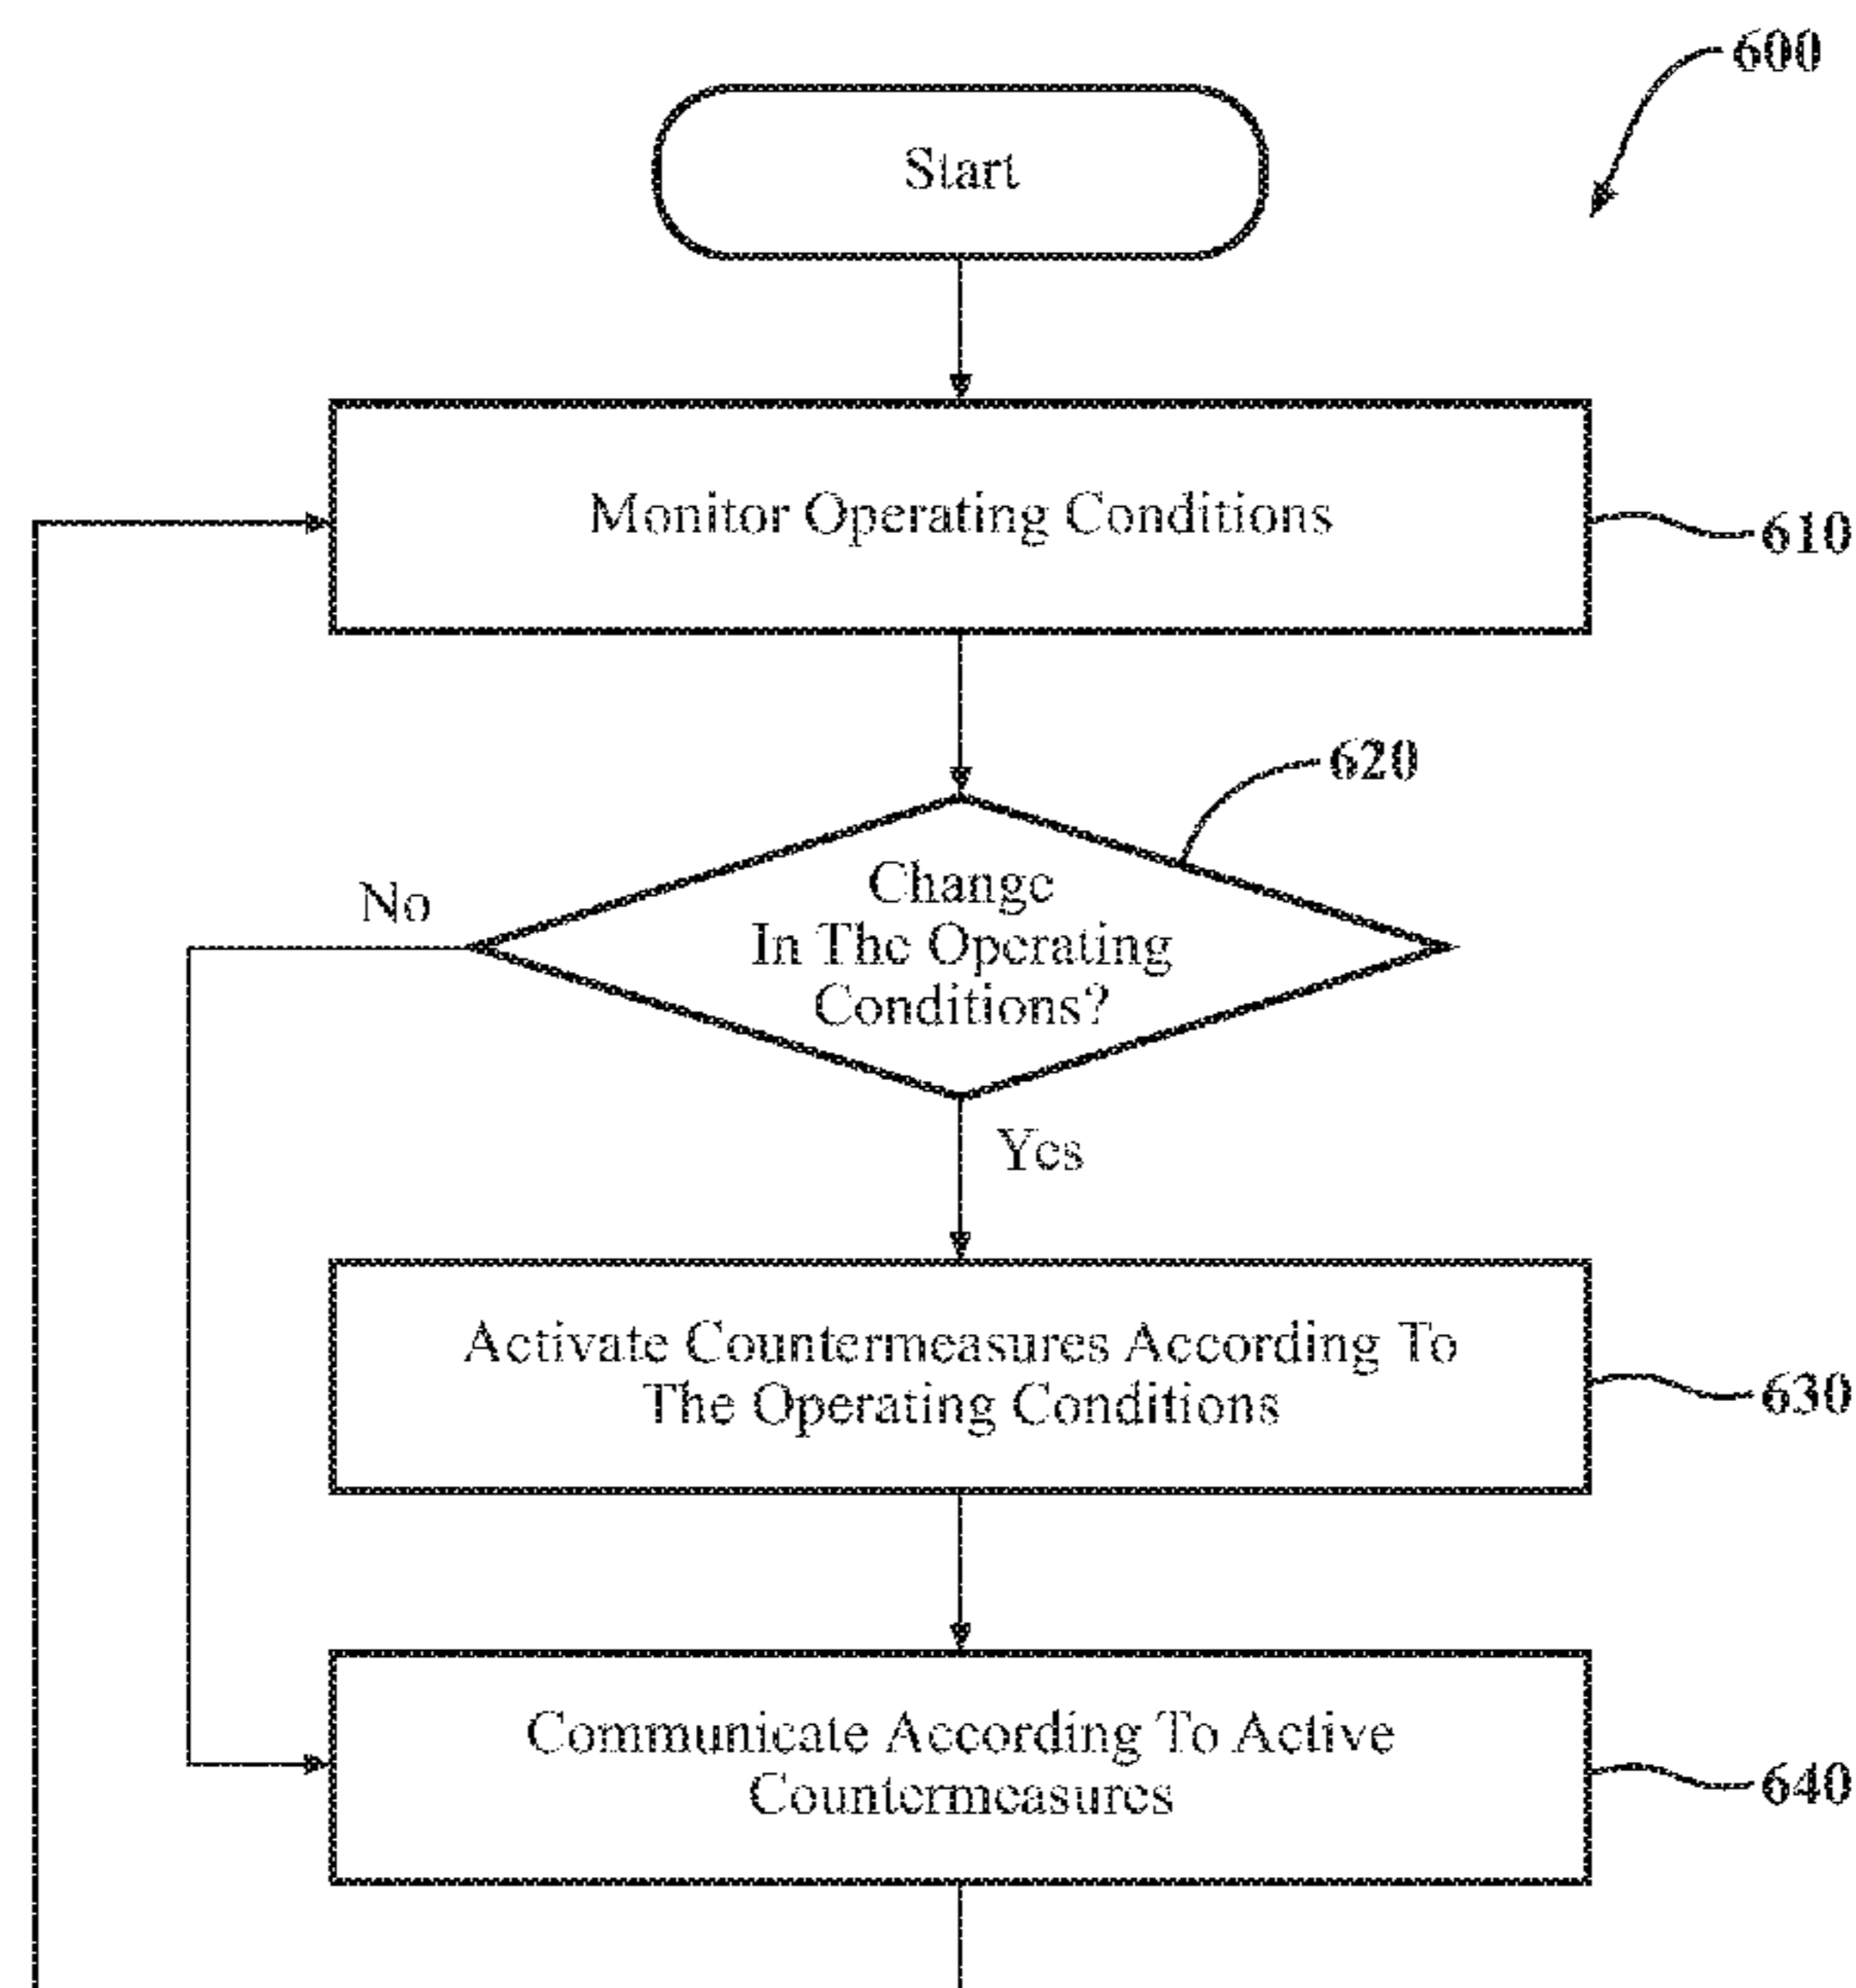 600
Start
Monitor Operating Conditions
610
620
Change
In The Operating
Conditions?
No
Yes
Activate Countermeasures According To
The Operating Conditions
630
Communicate According To Active
Countermeasures
640